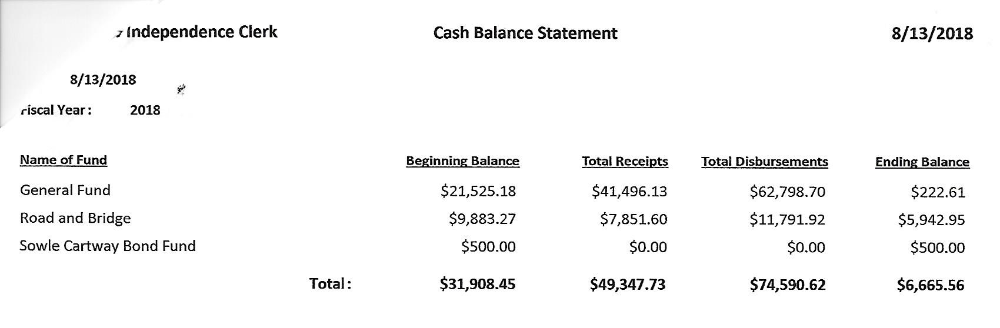 Independence Clerk Cash Balance Statement 8/13/2018
8/13/2018
Fiscal Year : 2018
Name of Fund Beginning Balance Total Receipts Total Disbursements Ending Balance
General Fund $21,525.18 $41,496.13 $62,798.70 $222.61
Road and Bridge $9,883.27 $7,851.60 $11,791.92 $5,942.95
Sowle Cartway Bond Fund $500.00 $0.00 $0.00 $500.00
Total : $31,908.45 $49,347.73 $74,590.62 $6,665.56